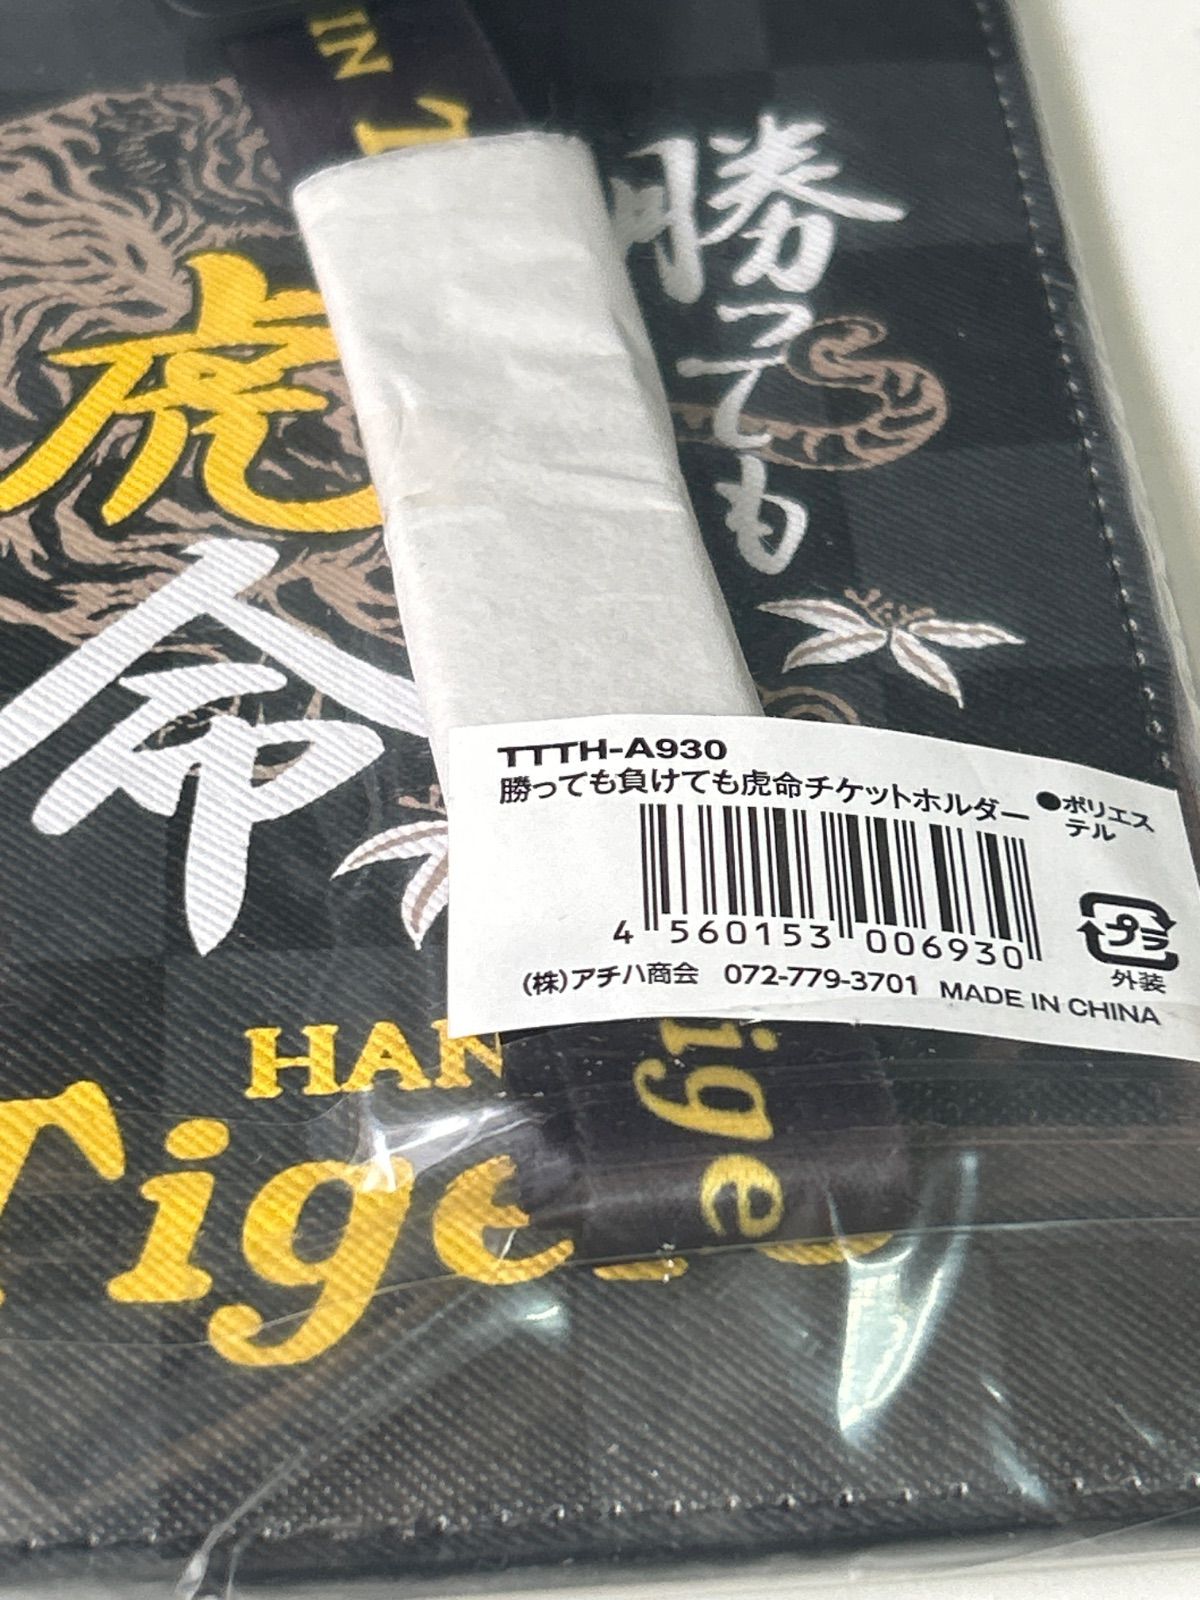 IN T
勝っても
虎
命
TTTH-A930
勝っても負けても虎命チケットホルダー
●ポリエス
テル
4 560153 006930
プラ
外装
(株)アチハ商会 072-779-3701 MADE IN CHINA
HAN
Tige
ige